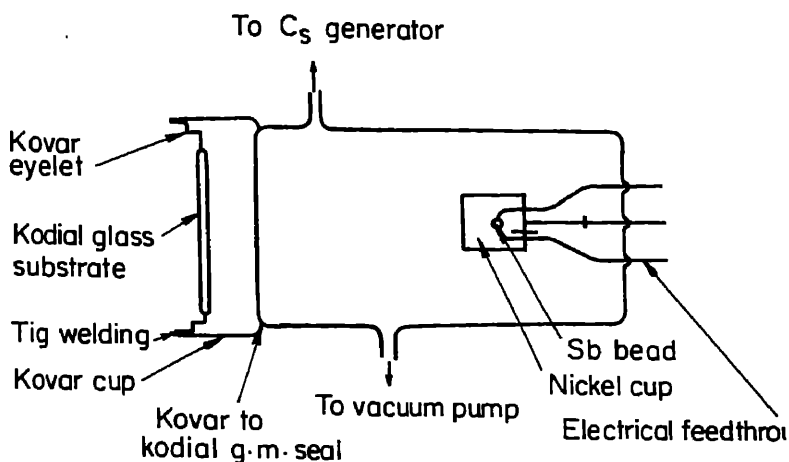 To Cs generator
Kovar
eyelet
Kodial glass
substrate
Tig welding
Kovar cup
Kovar to
kodial g.m.seal
To vacuum pump
Sb bead
Nickel cup
Electrical feedthrou